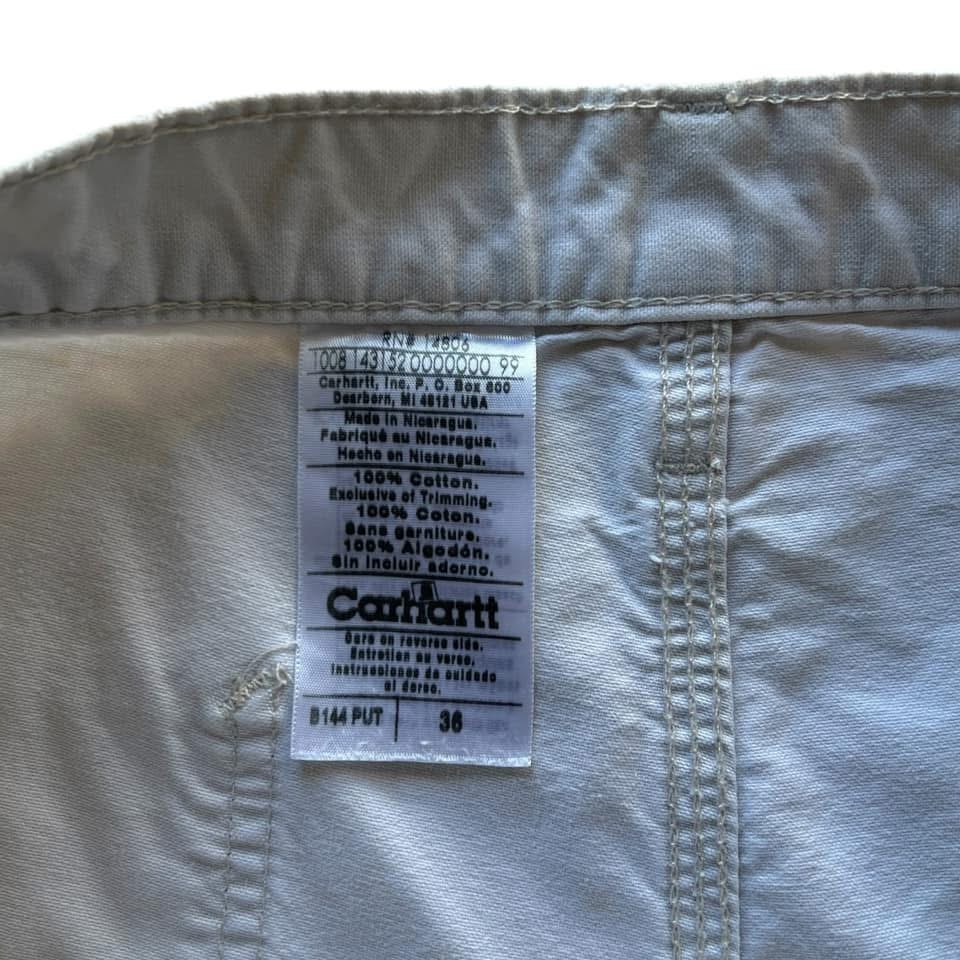 RN# 14806
1008 143152 0000000 99
Carhartt, Inc. P. O. Box 600
Dearborn, MI 48121 USA
Made in Nicaragua.
Fabriqué au Nicaragua.
Hecho en Nicaragua.
100% Cotton.
Exclusive of Trimming.
100% Coton.
Sans garniture.
100% Algodón.
Sin incluir adorno.
Carhartt
Care on reverse side.
Entretien au verso.
Instrucciones de cuidado
al dorso.
B144 PUT 36